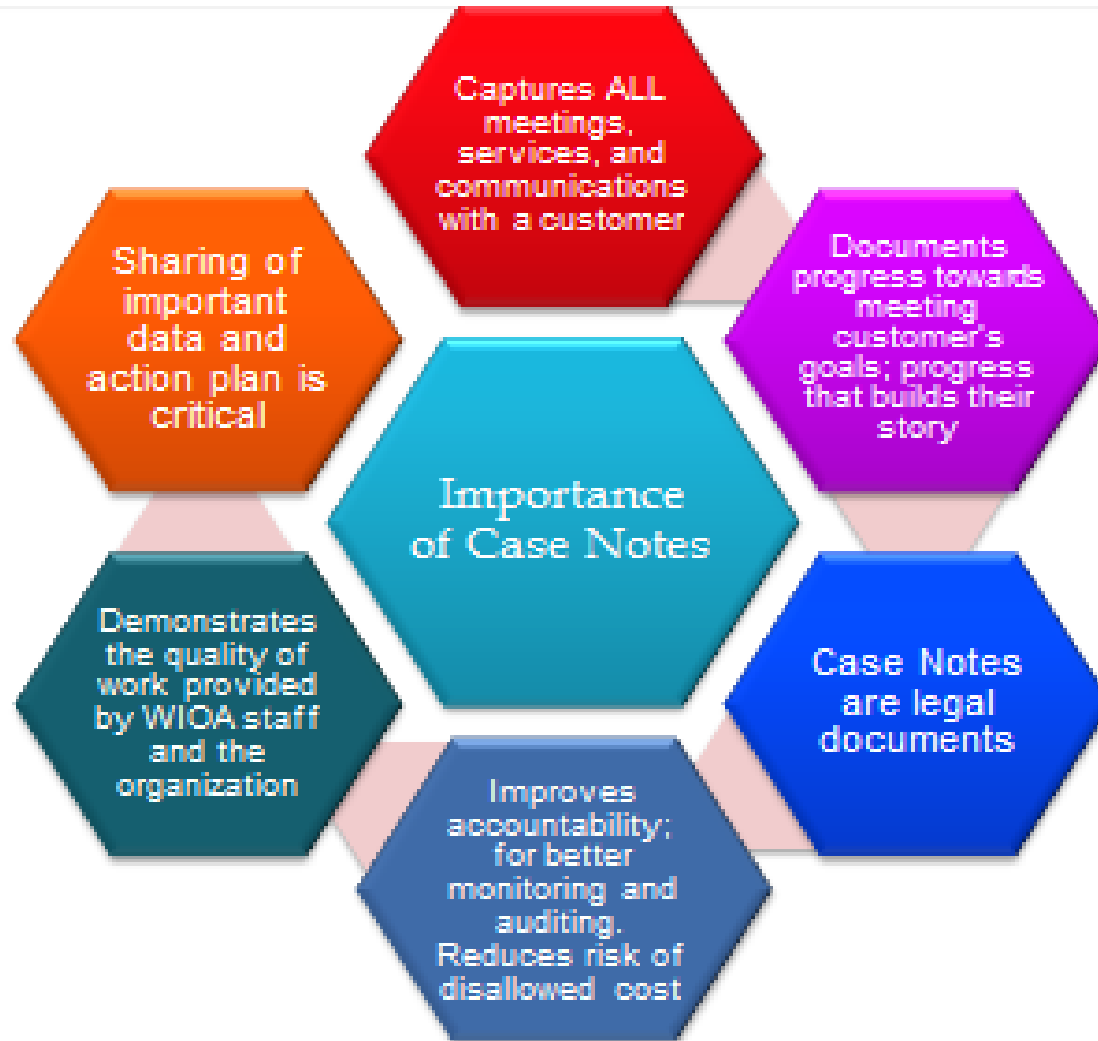 Captures ALL
meetings,
services, and
communications
with a customer
Documents
progress towards
meeting
customer's
goals; progress
that builds their
story
Case Notes
are legal
documents
Improves
accountability;
for better
monitoring and
auditing.
Reduces risk of
disallowed cost
Demonstrates
the quality of
work provided
by WIOA staff
and the
organization
Sharing of
important
data and
action plan is
critical
Importance
of Case Notes